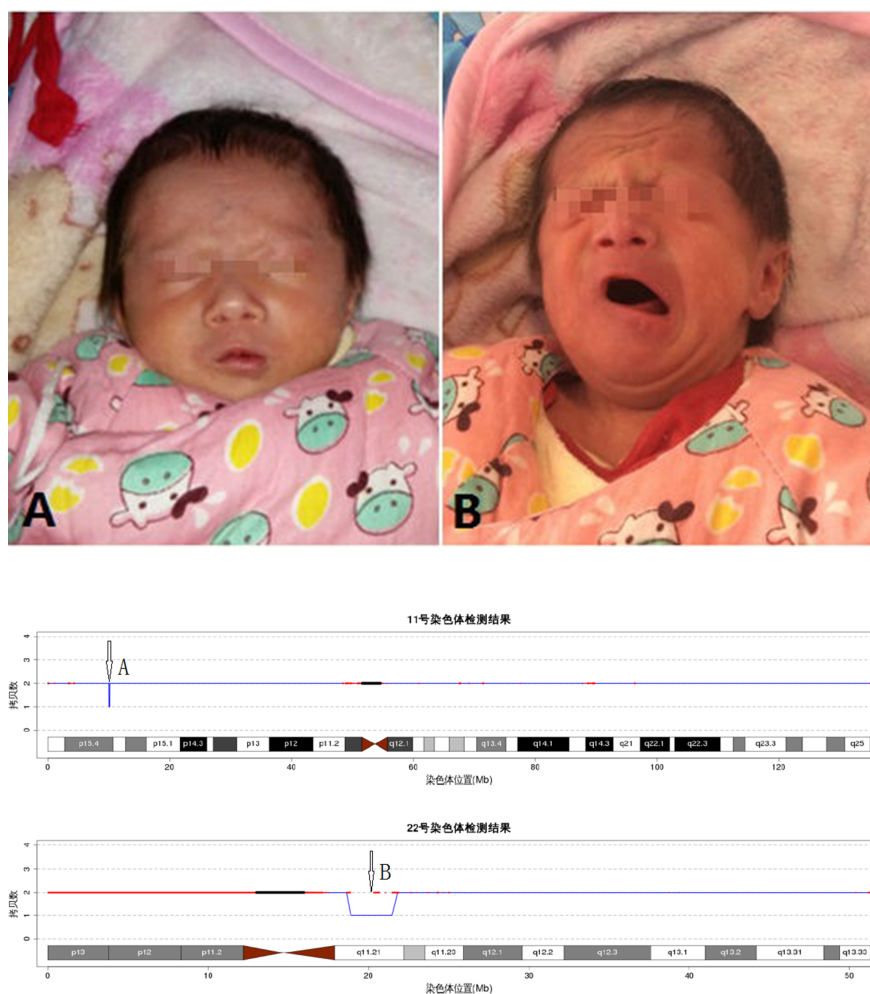 A B
11号染色体检测结果
4
3
A
2
1
0
拷贝数
p15.4 p15.1 p14.3 p13 p12 p11.2 q12.1 q13.4 q14.1 q14.3 q21 q22.1 q22.3 q23.3 q25
0 20 40 60 80 100 120
染色体位置(Mb)
22号染色体检测结果
4
3
B
2
1
0
拷贝数
p13 p12 p11.2 q11.21 q11.23 q12.1 q12.2 q12.3 q13.1 q13.2 q13.31 q13.33
0 10 20 30 40 50
染色体位置(Mb)